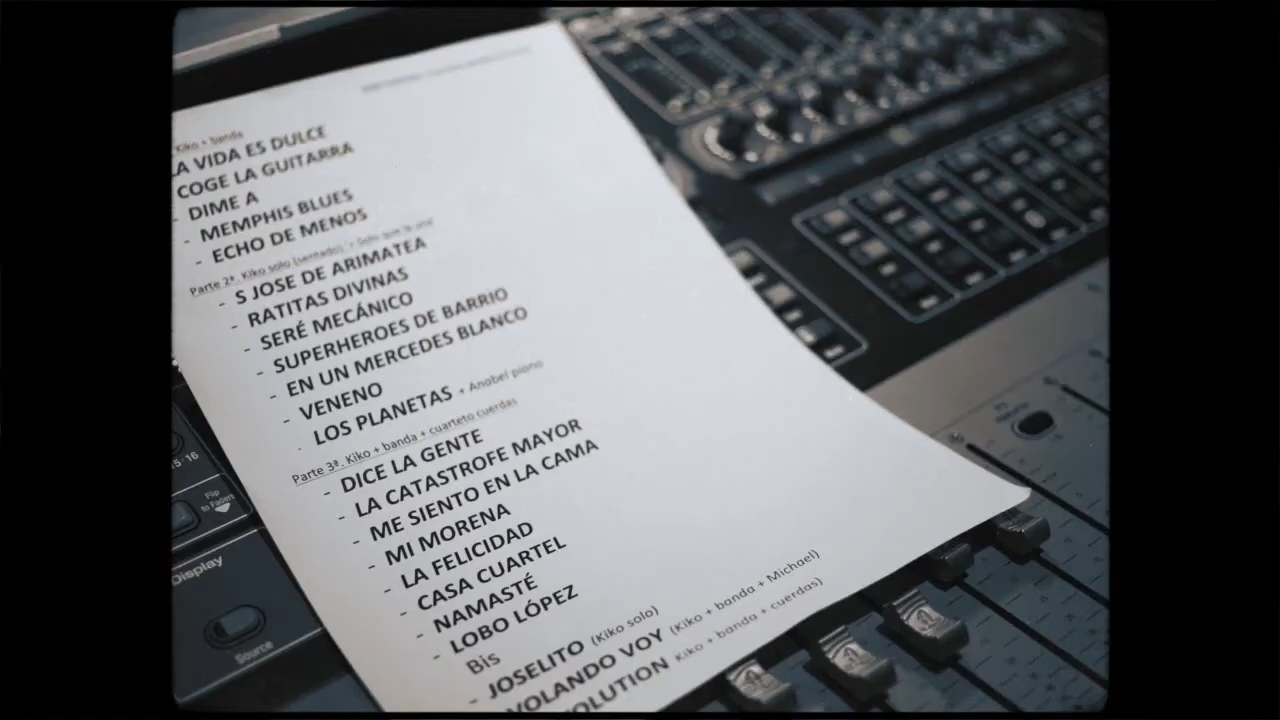 Kiko + banda
LA VIDA ES DULCE
COGE LA GUITARRA
- DIME A
- MEMPHIS BLUES
- ECHO DE MENOS
Parte 2ª. Kiko solo (sentado)
- S JOSE DE ARIMATEA
- RATITAS DIVINAS
- SERÉ MECÁNICO
- SUPERHEROES DE BARRIO
- EN UN MERCEDES BLANCO
- VENENO
- LOS PLANETAS + Anabel piano
Parte 3ª. Kiko + banda + cuarteto cuerdas
- DICE LA GENTE
- LA CATASTROFE MAYOR
- ME SIENTO EN LA CAMA
- MI MORENA
- LA FELICIDAD
- CASA CUARTEL
- NAMASTÉ
- LOBO LÓPEZ
Bis
- JOSELITO (Kiko solo)
- VOLANDO VOY (Kiko + banda + Michael)
OLUTION Kiko + banda + cuerdas)
15 16
Flip
to Faders
Display
Source